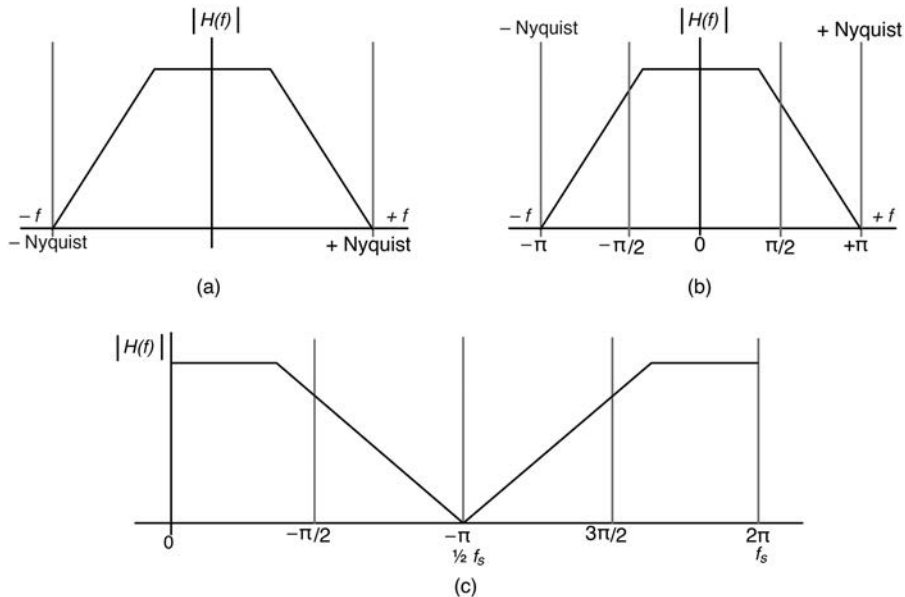 |H(f)|
− f
+ f
− Nyquist
+ Nyquist
(a)
− Nyquist
|H(f)|
+ Nyquist
− f
+ f
−π
−π/2
0
π/2
+π
(b)
|H(f)|
0
−π/2
−π
3π/2
2π
½ fs
fs
(c)